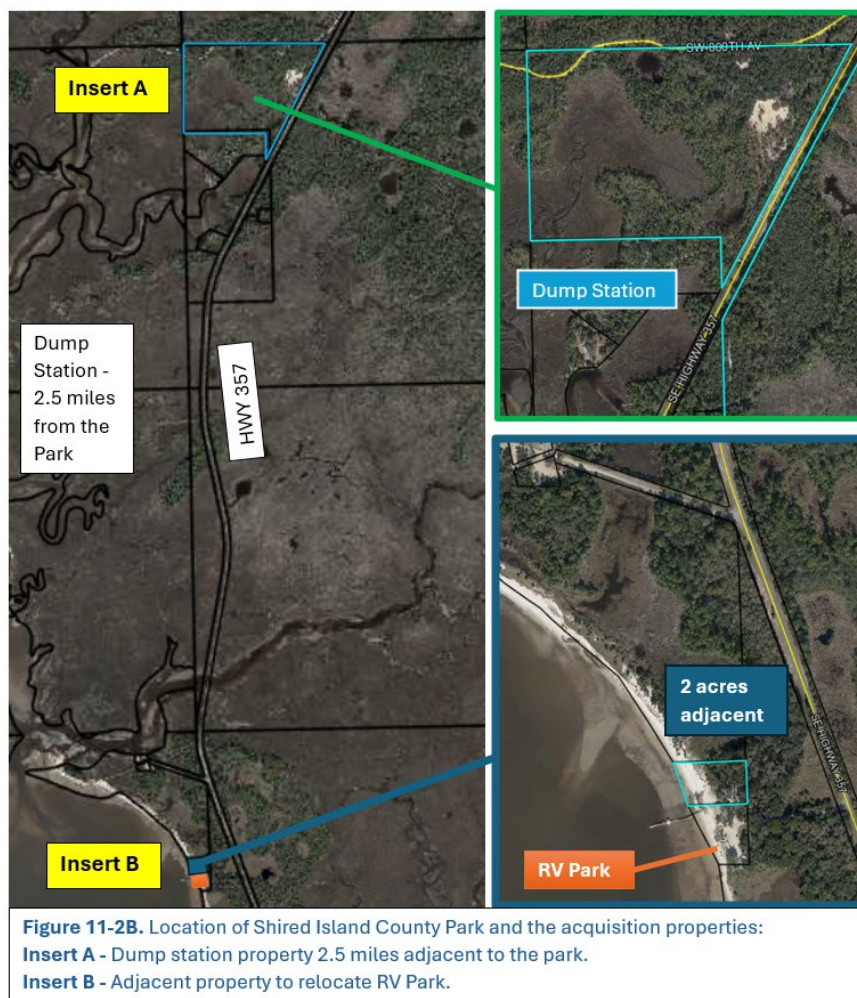 Insert A
Dump
Station -
2.5 miles
from the
Park
HWY 357
Insert B
SW 800TH AV
Dump Station
SE HIGHWAY 357
2 acres
adjacent
SE HIGHWAY 357
RV Park
Figure 11-2B. Location of Shired Island County Park and the acquisition properties:
Insert A - Dump station property 2.5 miles adjacent to the park.
Insert B - Adjacent property to relocate RV Park.